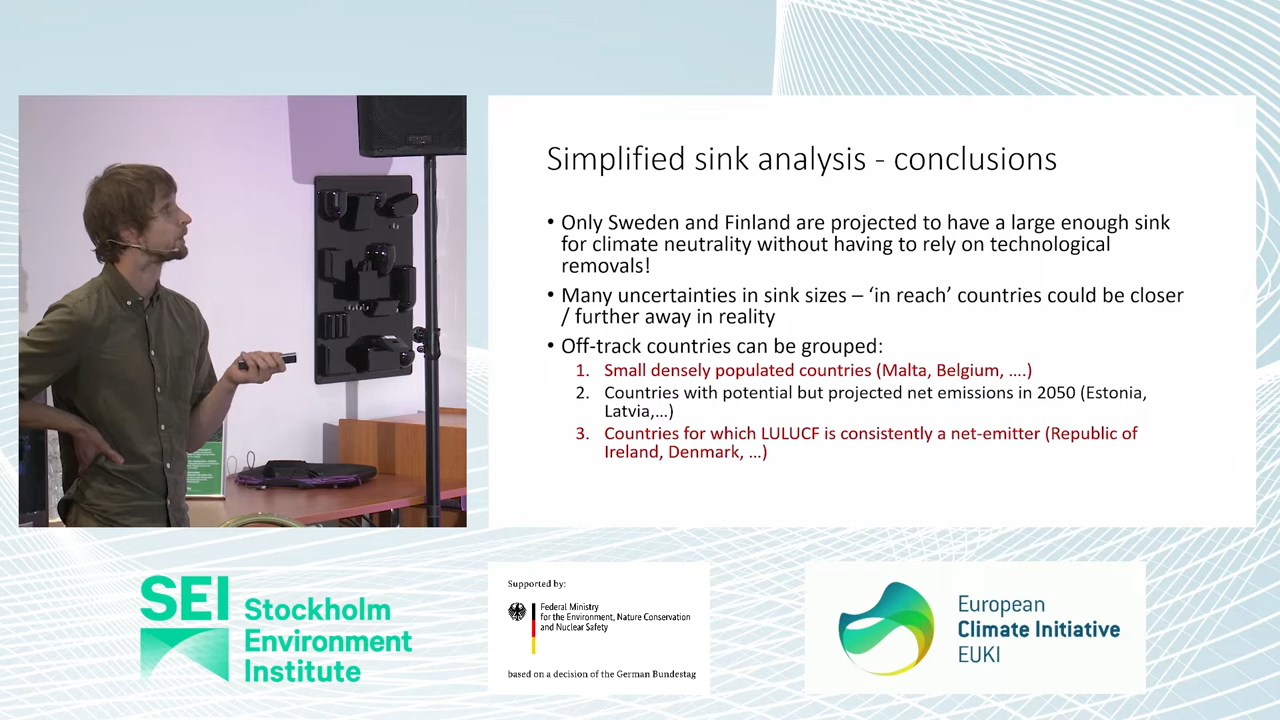 Simplified sink analysis - conclusions
• Only Sweden and Finland are projected to have a large enough sink
for climate neutrality without having to rely on technological
removals!
• Many uncertainties in sink sizes – ‘in reach’ countries could be closer
/ further away in reality
• Off-track countries can be grouped:
1. Small densely populated countries (Malta, Belgium, ....)
2. Countries with potential but projected net emissions in 2050 (Estonia,
Latvia,...)
3. Countries for which LULUCF is consistently a net-emitter (Republic of
Ireland, Denmark, ...)
SEI Stockholm
Environment
Institute
Supported by:
Federal Ministry
for the Environment, Nature Conservation
and Nuclear Safety
based on a decision of the German Bundestag
European
Climate Initiative
EUKI